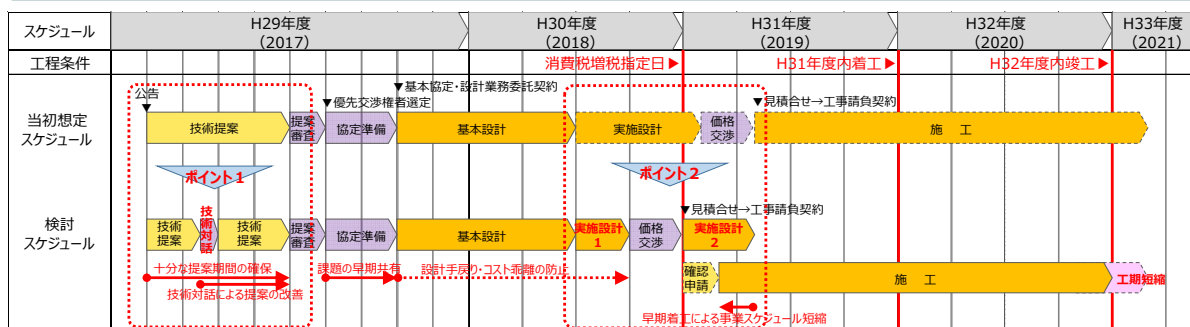 スケジュール
H29年度
（2017）
H30年度
（2018）
H31年度
（2019）
H32年度
（2020）
H33年度
（2021）
工程条件
消費税増税指定日▶
H31年度内着工▶
H32年度内竣工▶
当初想定
スケジュール
公告
▼
▼基本協定・設計業務委託契約
▼優先交渉権者選定
▼見積合せ→工事請負契約
技術提案
提案
審査
協定準備
基本設計
実施設計
価格
交渉
施　工
ポイント1
ポイント2
検討
スケジュール
▼見積合せ→工事請負契約
技術
提案
技術対話
技術
提案
提案
審査
協定準備
基本設計
実施設計
1
価格
交渉
実施設計
2
十分な提案期間の確保
課題の早期共有
設計手戻り・コスト乖離の防止
確認
申請
施　工
工期短縮
技術対話による提案の改善
早期着工による事業スケジュール短縮